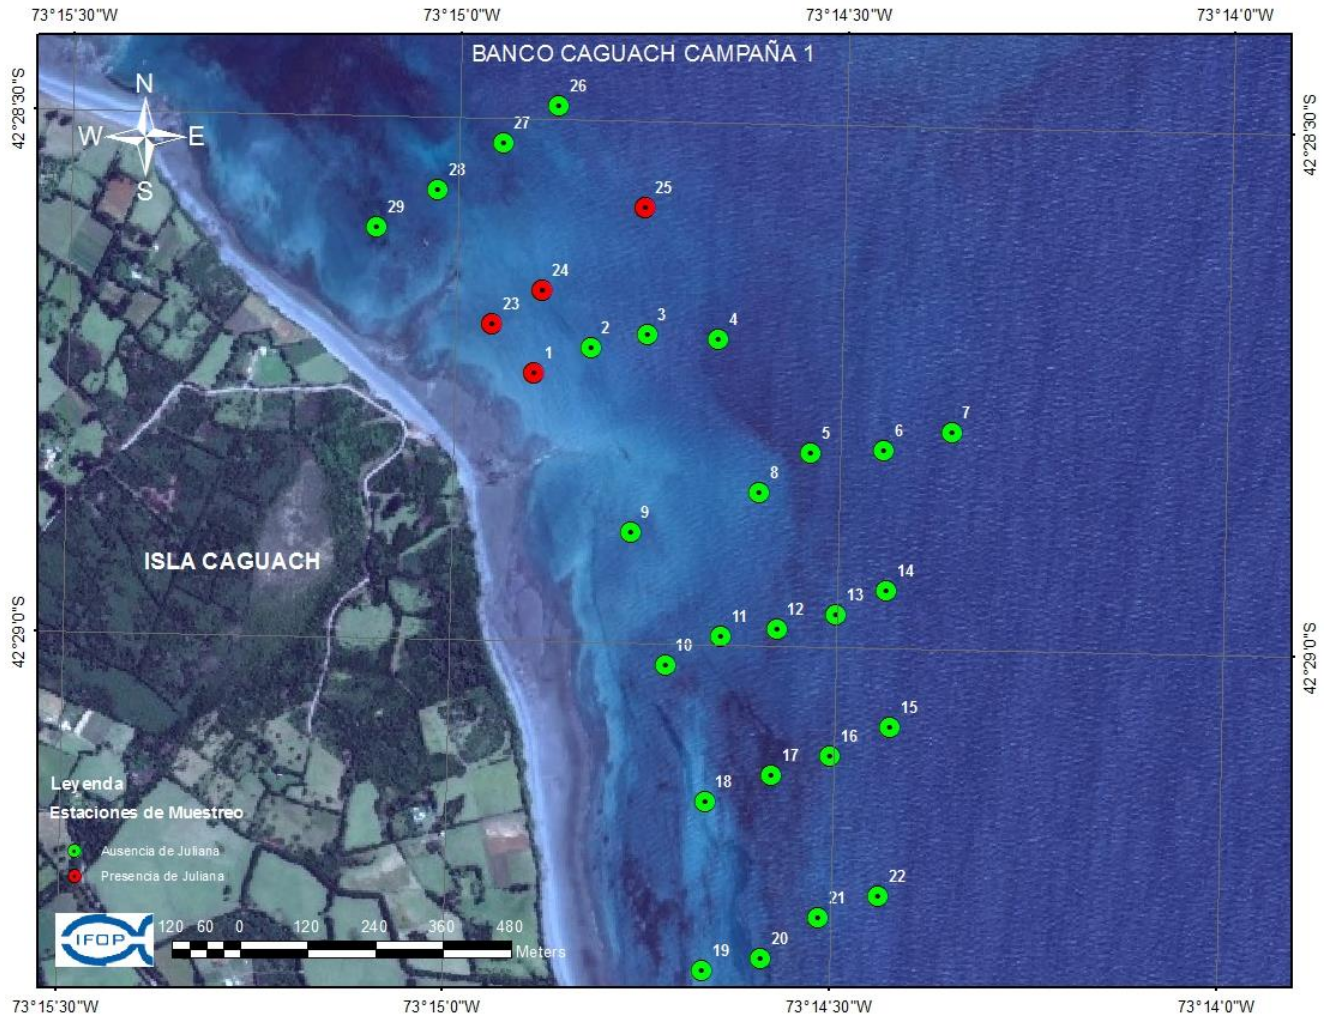 73°15'30"W 73°15'0"W 73°14'30"W 73°14'0"W
BANCO CAGUACH CAMPAÑA 1
N
W E
S
42°28'30"S
42°28'30"S
26
27
28
29
25
24
23
1
2
3
4
5
6
7
8
9
ISLA CAGUACH
10
11
12
13
14
42°29'0"S
42°29'0"S
15
16
17
18
Leyenda
Estaciones de Muestreo
Ausencia de Juliana
Presencia de Juliana
22
21
20
19
IFOP
120 60 0 120 240 360 480
Meters
73°15'30"W 73°15'0"W 73°14'30"W 73°14'0"W